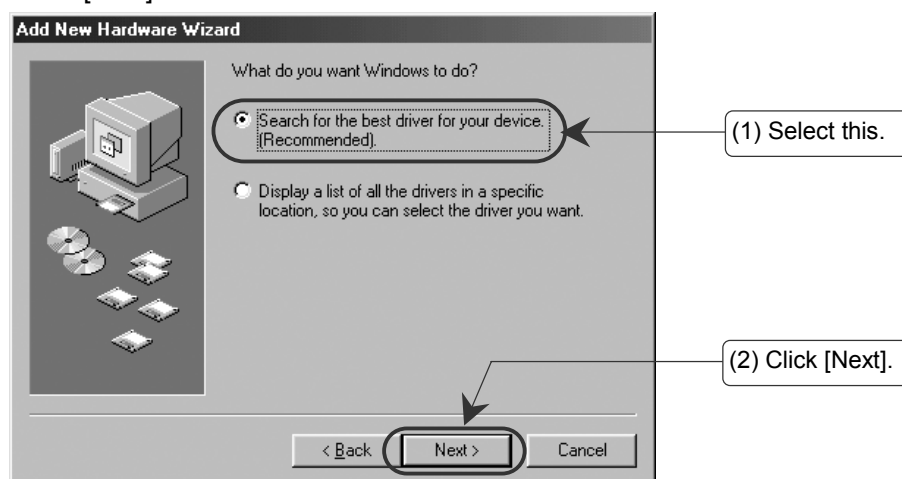 Add New Hardware Wizard
What do you want Windows to do?
Search for the best driver for your device.
(Recommended).
(1) Select this.
Display a list of all the drivers in a specific
location, so you can select the driver you want.
(2) Click [Next].
< Back
Next >
Cancel